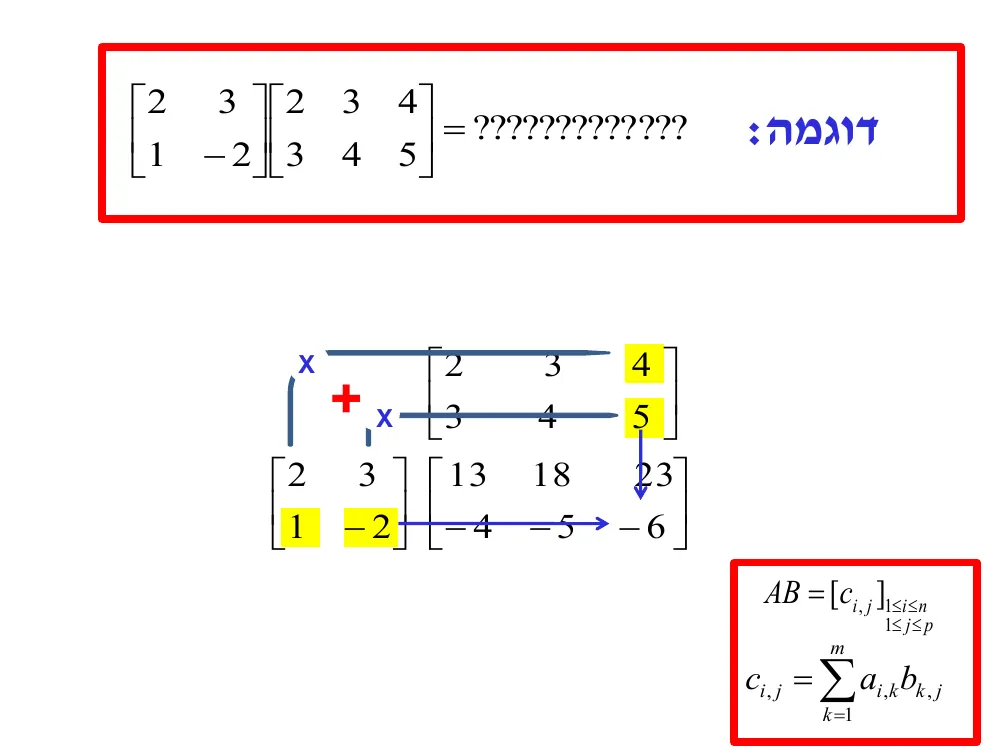 [2 3] [2 3 4] = ????????????? דוגמה:
[1 −2] [3 4 5]
x [2 3 4]
+
x [3 4 5]
[2 3] [13 18 23]
[1 −2] [−4 −5 −6]
AB = [c_{i,j}]_{1≤i≤n 1≤j≤p}
c_{i,j} = \sum_{k=1}^{m} a_{i,k} b_{k,j}